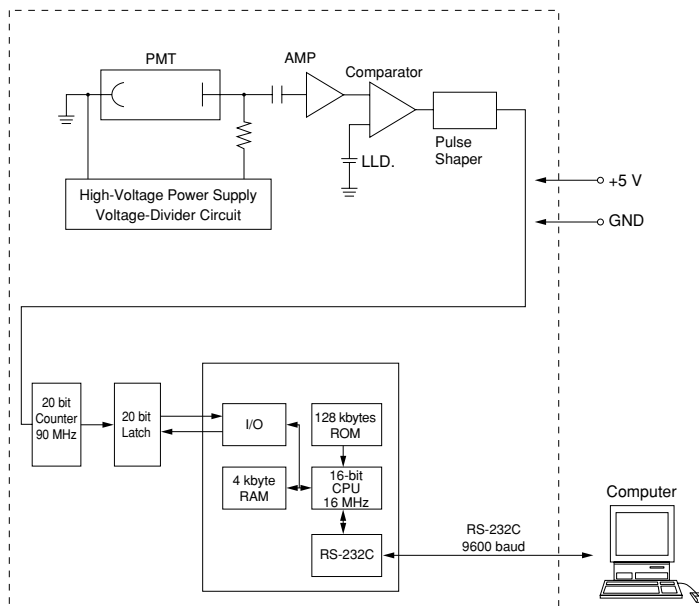 PMT
AMP
Comparator
LLD.
Pulse
Shaper
High-Voltage Power Supply
Voltage-Divider Circuit
+5 V
GND
20 bit
Counter
90 MHz
20 bit
Latch
I/O
128 kbytes
ROM
4 kbyte
RAM
16-bit
CPU
16 MHz
RS-232C
RS-232C
9600 baud
Computer